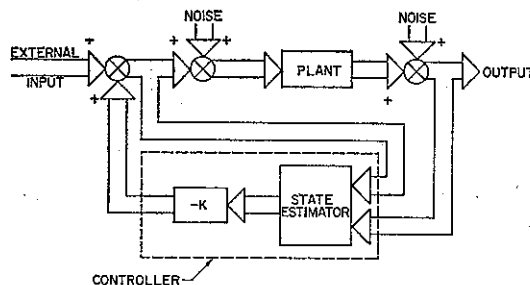 NOISE
NOISE
+
+
+
+
EXTERNAL
INPUT
PLANT
OUTPUT
+
+
-K
STATE
ESTIMATOR
CONTROLLER